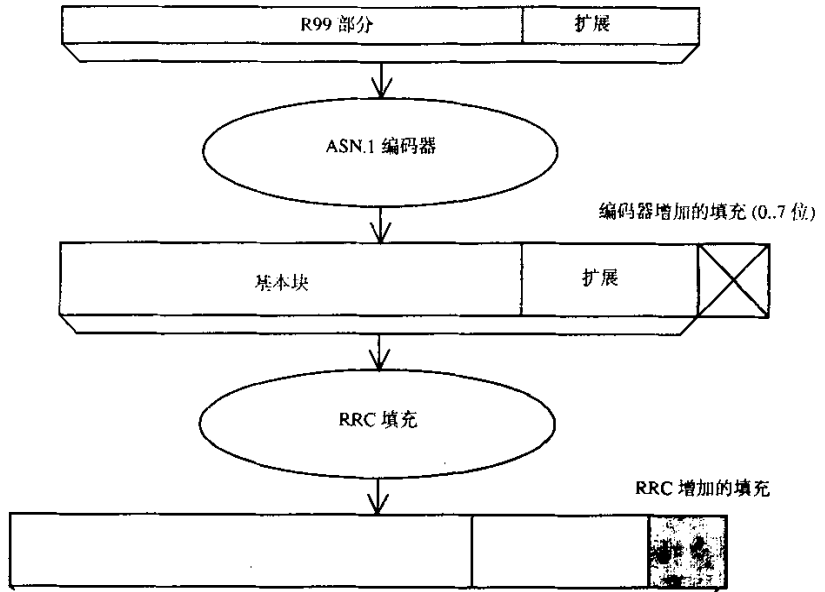 R99 部分
扩展
ASN.1 编码器
编码器增加的填充 (0..7 位)
基本块
扩展
RRC 填充
RRC 增加的填充